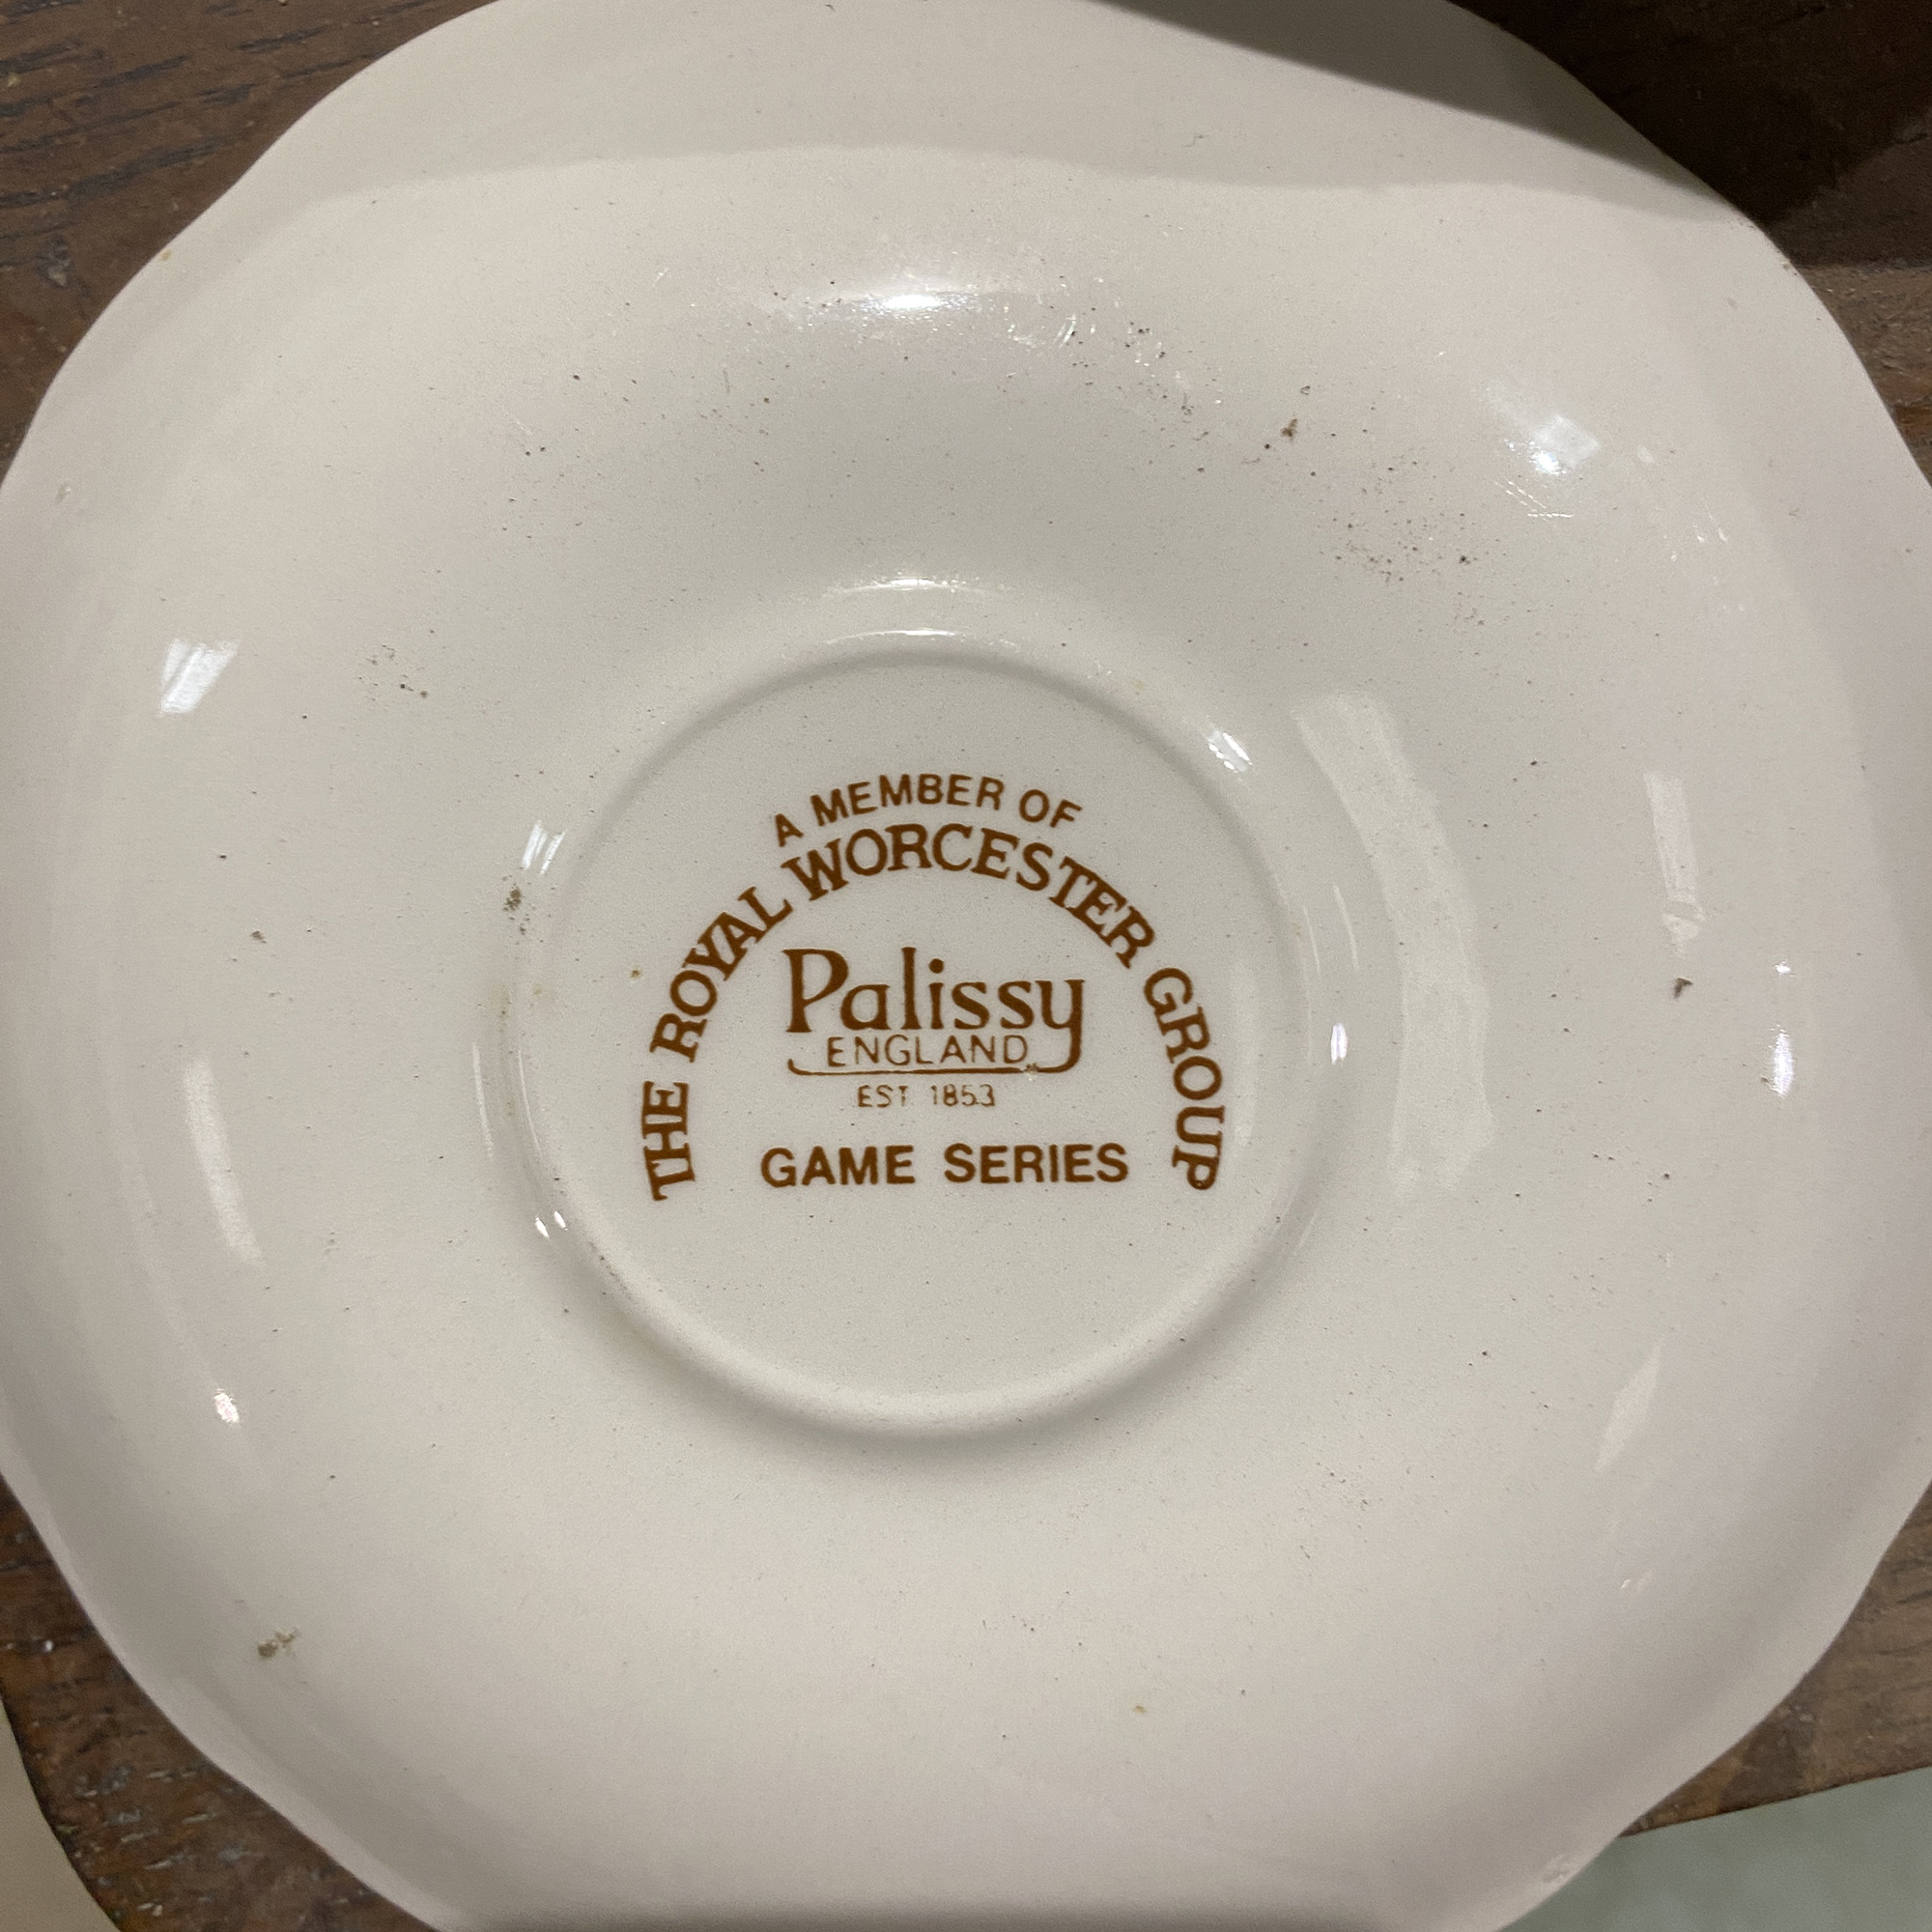 A MEMBER OF
THE ROYAL WORCESTER GROUP
Palissy
ENGLAND
EST 1853
GAME SERIES